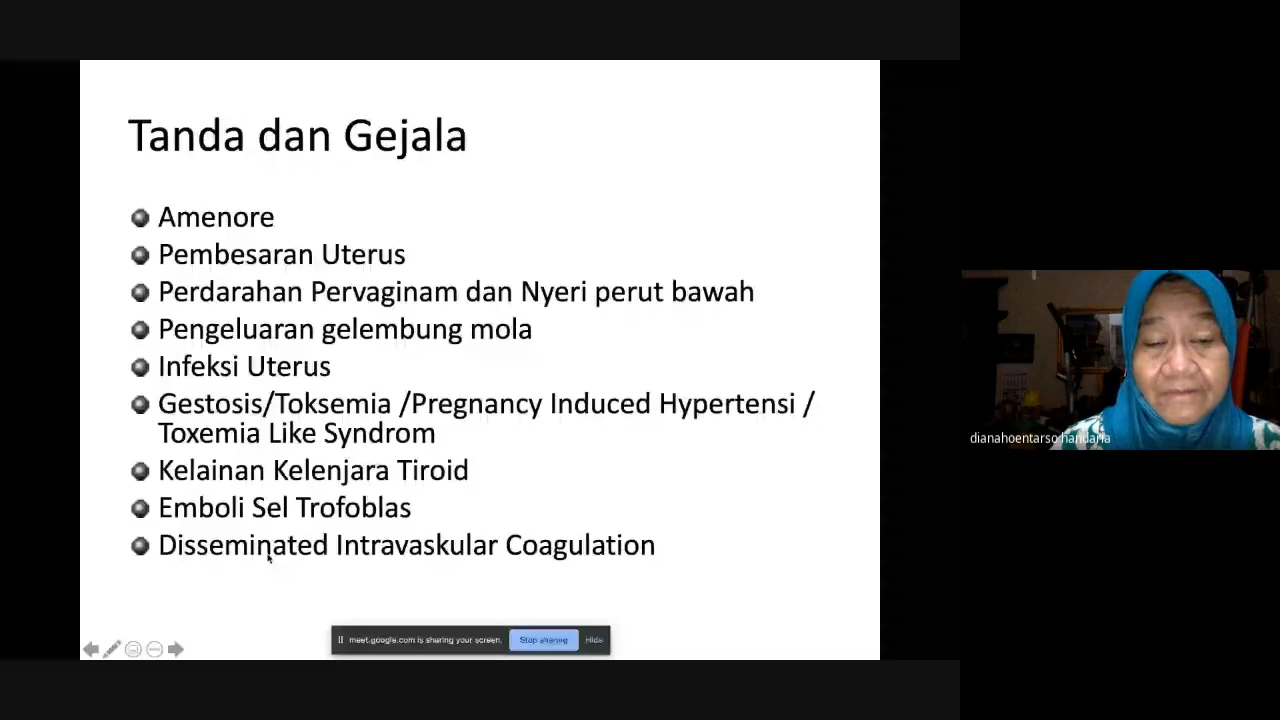 Tanda dan Gejala
Amenore
Pembesaran Uterus
Perdarahan Pervaginam dan Nyeri perut bawah
Pengeluaran gelembung mola
Infeksi Uterus
Gestosis/Toksemia /Pregnancy Induced Hypertensi /
Toxemia Like Syndrom
Kelainan Kelenjara Tiroid
Emboli Sel Trofoblas
Disseminated Intravaskular Coagulation
meet.google.com is sharing your screen.
Stop sharing
Hide
dianahoentarso handaria